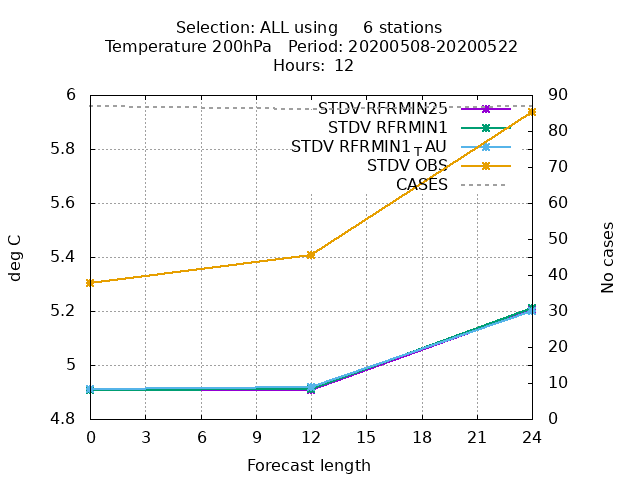 Selection: ALL using     6 stations
Temperature 200hPa   Period: 20200508-20200522
Hours: 12
6
5.8
5.6
5.4
5.2
5
4.8
deg C
90
80
70
60
50
40
30
20
10
0
No cases
STDV RFRMIN25
STDV RFRMIN1
STDV RFRMIN1TAU
STDV OBS
CASES
0 3 6 9 12 15 18 21 24
Forecast length